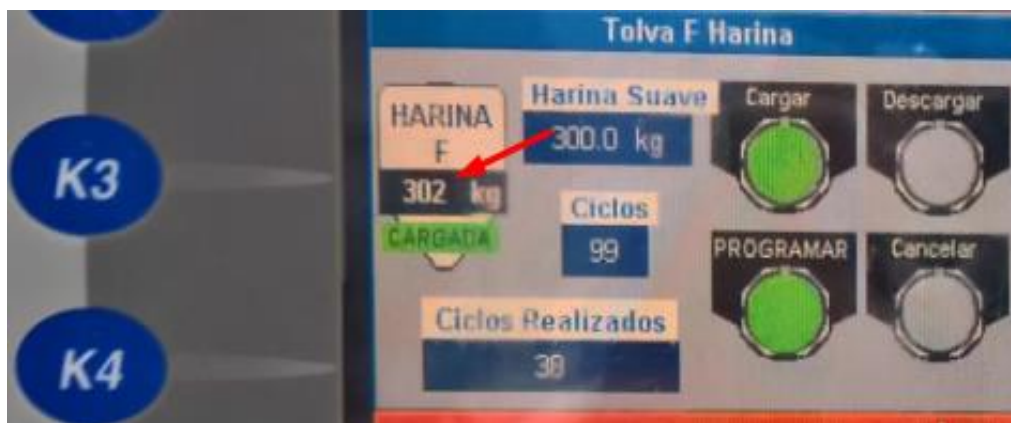 Tolva F Harina
K3
HARINA
F
302 kg
CARGADA
Harina Suave
300.0 kg
Ciclos
99
Ciclos Realizados
38
Cargar
Descargar
PROGRAMAR
Cancelar
K4